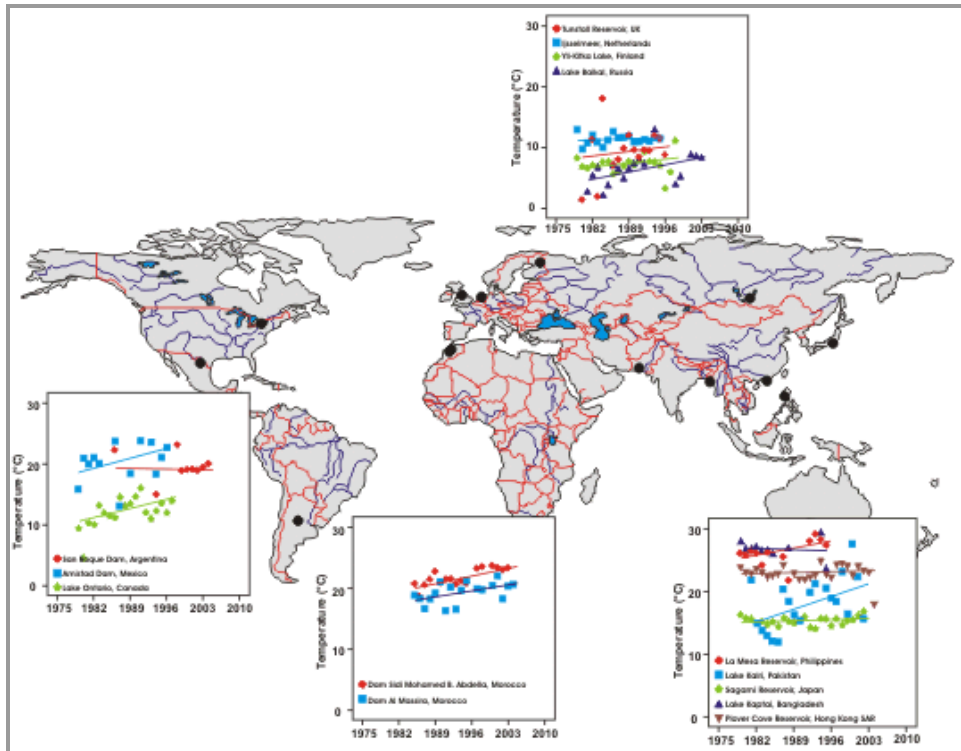 30
Tunstall Reservoir, UK
Ijsselmeer, Netherlands
Yli-Kitka Lake, Finland
Lake Baikal, Russia
20
Temperature (°C)
10
0
1975 1982 1989 1996 2003 2010
30
20
Temperature (°C)
10
San Roque Dam, Argentina
Amistad Dam, Mexico
Lake Ontario, Canada
0
1975 1982 1989 1996 2003 2010
30
20
Temperature (°C)
10
Dam Sidi Mohamed B. Abdella, Morocco
Dam Al Massira, Morocco
0
1975 1982 1989 1996 2003 2010
30
20
Temperature (°C)
10
La Mesa Reservoir, Philippines
Lake Kalri, Pakistan
Sagami Reservoir, Japan
Lake Kaptai, Bangladesh
Plover Cove Reservoir, Hong Kong SAR
0
1975 1982 1989 1996 2003 2010